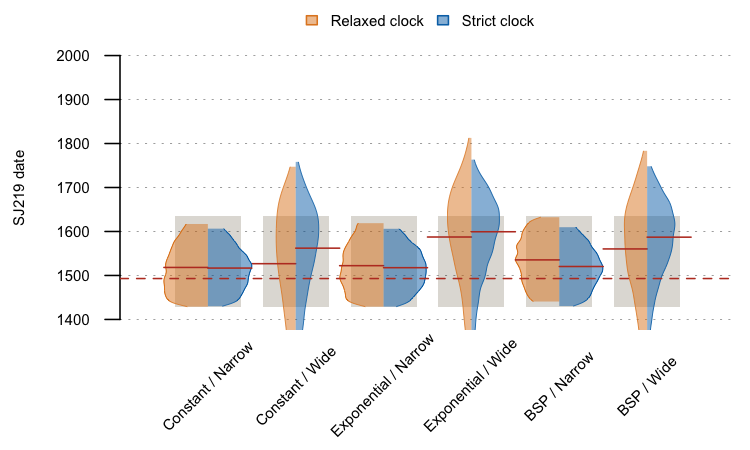 Relaxed clock Strict clock
2000
1900
1800
1700
1600
1500
1400
SJ219 date
Constant / Narrow
Constant / Wide
Exponential / Narrow
Exponential / Wide
BSP / Narrow
BSP / Wide